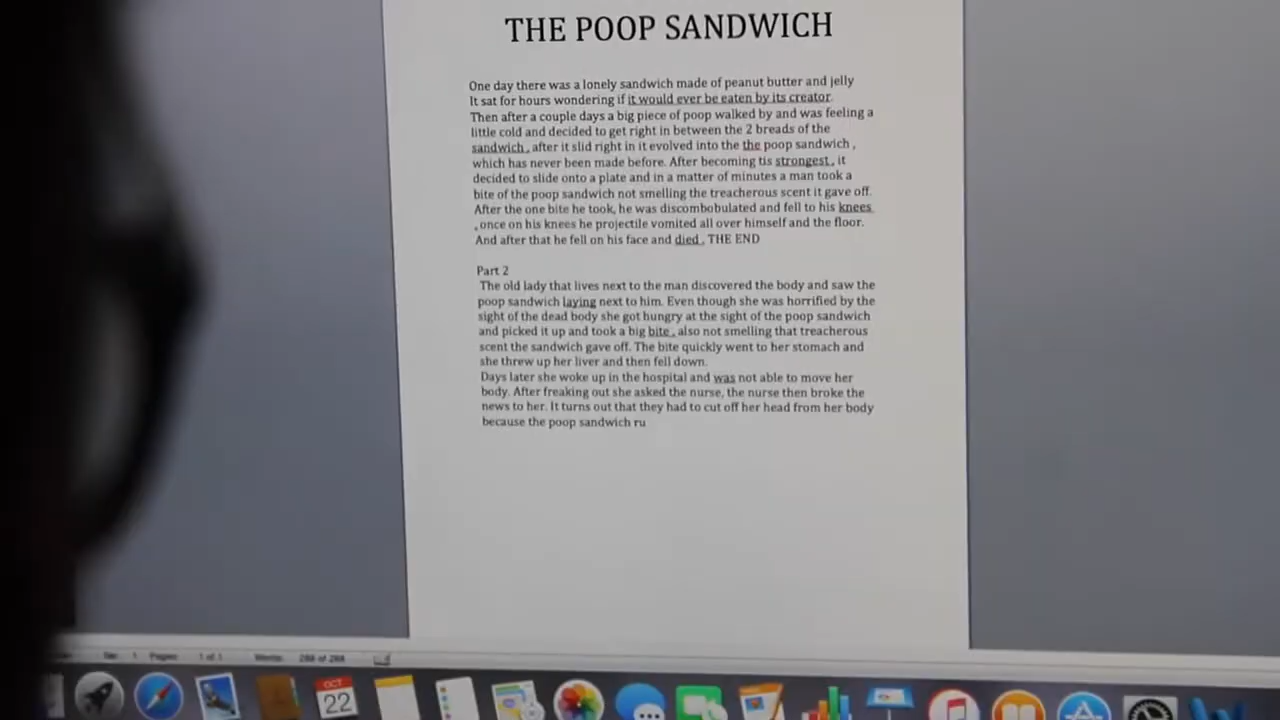 THE POOP SANDWICH
One day there was a lonely sandwich made of peanut butter and jelly
It sat for hours wondering if it would ever be eaten by its creator.
Then after a couple days a big piece of poop walked by and was feeling a
little cold and decided to get right in between the 2 breads of the
sandwich , after it slid right in it evolved into the the poop sandwich ,
which has never been made before. After becoming tis strongest , it
decided to slide onto a plate and in a matter of minutes a man took a
bite of the poop sandwich not smelling the treacherous scent it gave off.
After the one bite he took, he was discombobulated and fell to his knees
,once on his knees he projectile vomited all over himself and the floor.
And after that he fell on his face and died . THE END
Part 2
The old lady that lives next to the man discovered the body and saw the
poop sandwich laying next to him. Even though she was horrified by the
sight of the dead body she got hungry at the sight of the poop sandwich
and picked it up and took a big bite , also not smelling that treacherous
scent the sandwich gave off. The bite quickly went to her stomach and
she threw up her liver and then fell down.
Days later she woke up in the hospital and was not able to move her
body. After freaking out she asked the nurse, the nurse then broke the
news to her. It turns out that they had to cut off her head from her body
because the poop sandwich ru
Pages: 1 of 1 Words: 288 of 288
OCT
22